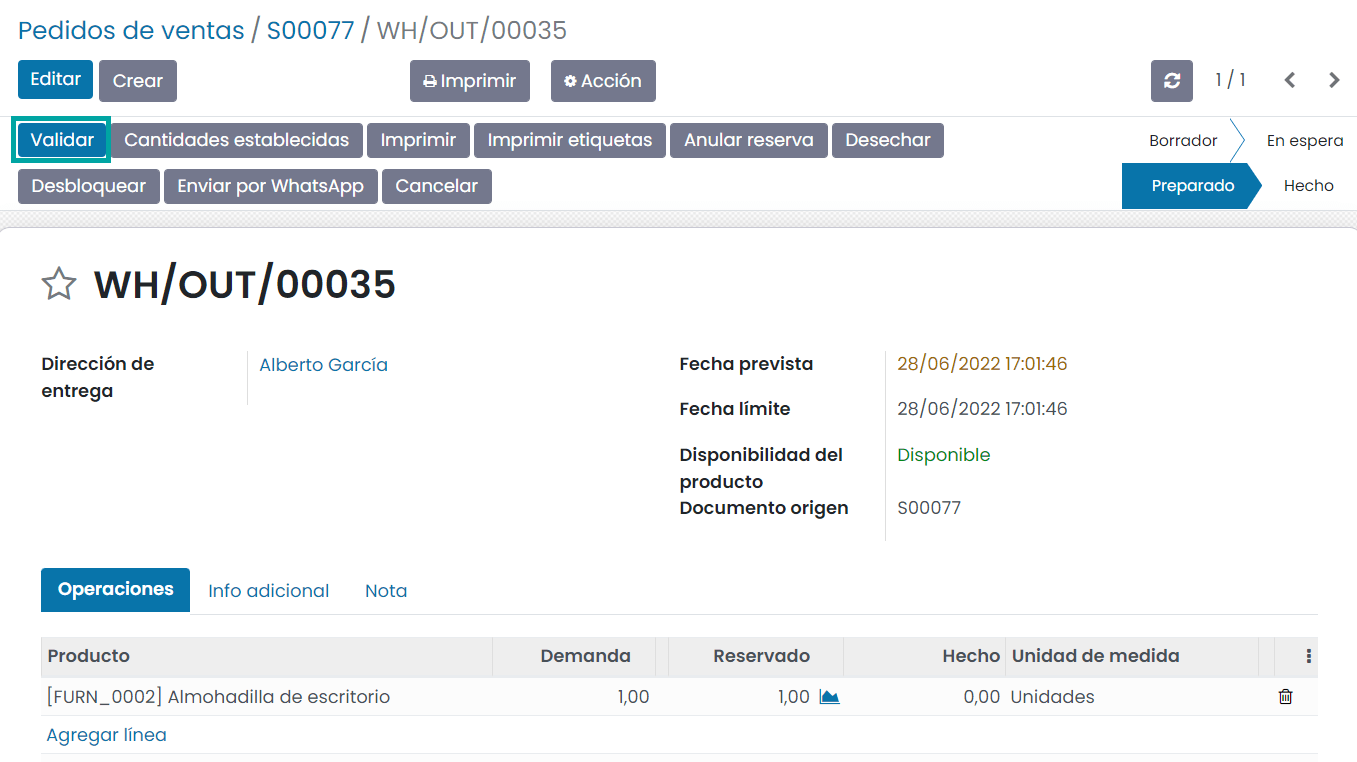 Pedidos de ventas / S00077 / WH/OUT/00035
Editar Crear Imprimir Acción 1 / 1
Validar Cantidades establecidas Imprimir Imprimir etiquetas Anular reserva Desechar Borrador En espera
Desbloquear Enviar por WhatsApp Cancelar Preparado Hecho
WH/OUT/00035
Dirección de entrega Alberto García
Fecha prevista 28/06/2022 17:01:46
Fecha límite 28/06/2022 17:01:46
Disponibilidad del producto Disponible
Documento origen S00077
Operaciones Info adicional Nota
Producto Demanda Reservado Hecho Unidad de medida
[FURN_0002] Almohadilla de escritorio 1,00 1,00 0,00 Unidades
Agregar línea